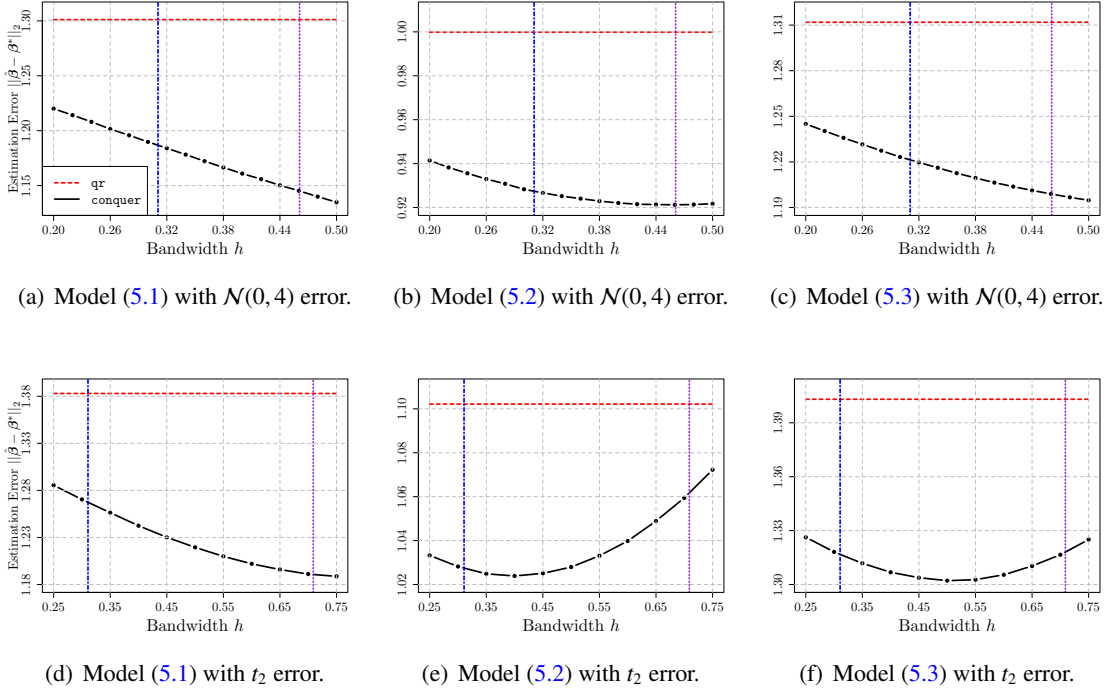 Estimation Error ||β̂ − β*||₂
1.15 1.20 1.25 1.30
qr
conquer
0.20 0.26 0.32 0.38 0.44 0.50
Bandwidth h
(a) Model (5.1) with N(0, 4) error.
0.92 0.94 0.96 0.98 1.00
0.20 0.26 0.32 0.38 0.44 0.50
Bandwidth h
(b) Model (5.2) with N(0, 4) error.
1.19 1.22 1.25 1.28 1.31
0.20 0.26 0.32 0.38 0.44 0.50
Bandwidth h
(c) Model (5.3) with N(0, 4) error.
Estimation Error ||β̂ − β*||₂
1.18 1.23 1.28 1.33 1.38
0.25 0.35 0.45 0.55 0.65 0.75
Bandwidth h
(d) Model (5.1) with t₂ error.
1.02 1.04 1.06 1.08 1.10
0.25 0.35 0.45 0.55 0.65 0.75
Bandwidth h
(e) Model (5.2) with t₂ error.
1.30 1.33 1.36 1.39
0.25 0.35 0.45 0.55 0.65 0.75
Bandwidth h
(f) Model (5.3) with t₂ error.